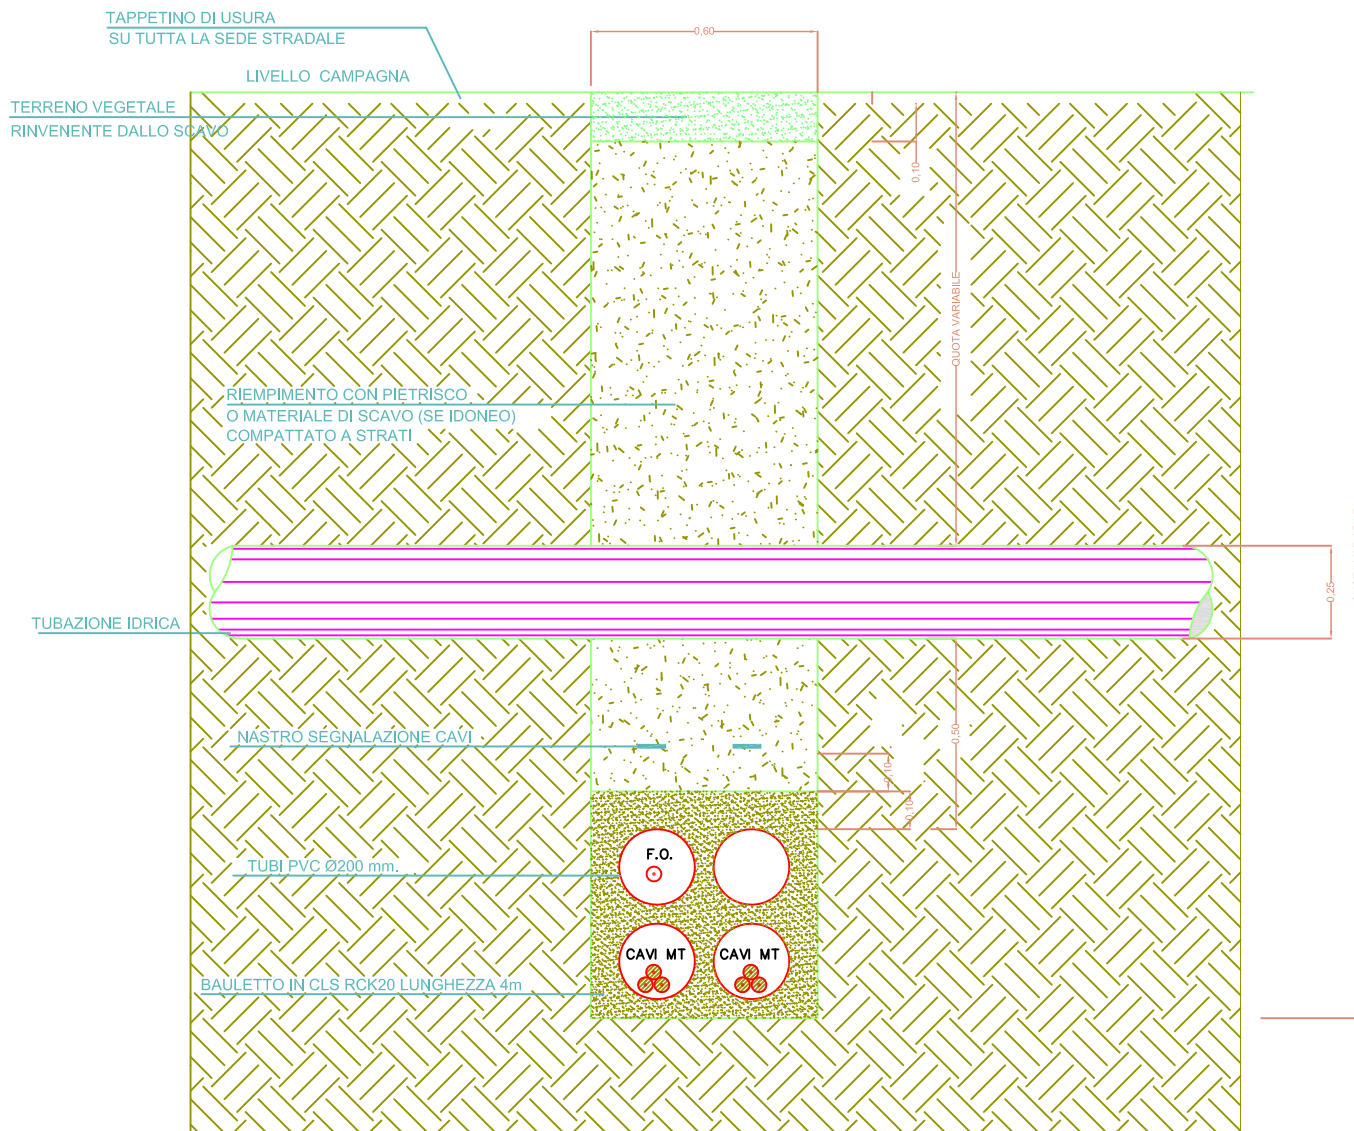 TAPPETINO DI USURA
SU TUTTA LA SEDE STRADALE
0,60
LIVELLO CAMPAGNA
TERRENO VEGETALE
RINVENENTE DALLO SCAVO
0,10
QUOTA VARIABILE
RIEMPIMENTO CON PIETRISCO
O MATERIALE DI SCAVO (SE IDONEO)
COMPATTATO A STRATI
0,25
TUBAZIONE IDRICA
NASTRO SEGNALAZIONE CAVI
0,50
0,10
0,10
F.O.
TUBI PVC Ø200 mm.
CAVI MT
CAVI MT
BAULETTO IN CLS RCK20 LUNGHEZZA 4m